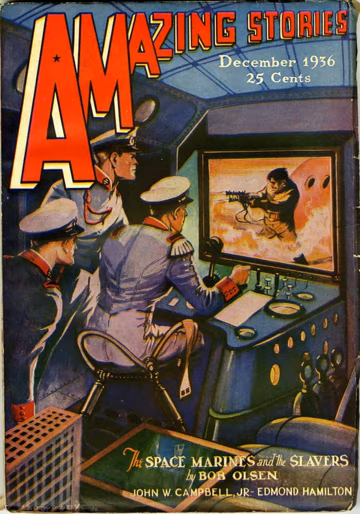 AMAZING STORIES
December 1936
25 Cents
The SPACE MARINES and the SLAVERS
by BOB OLSEN
JOHN W. CAMPBELL, JR-EDMOND HAMILTON